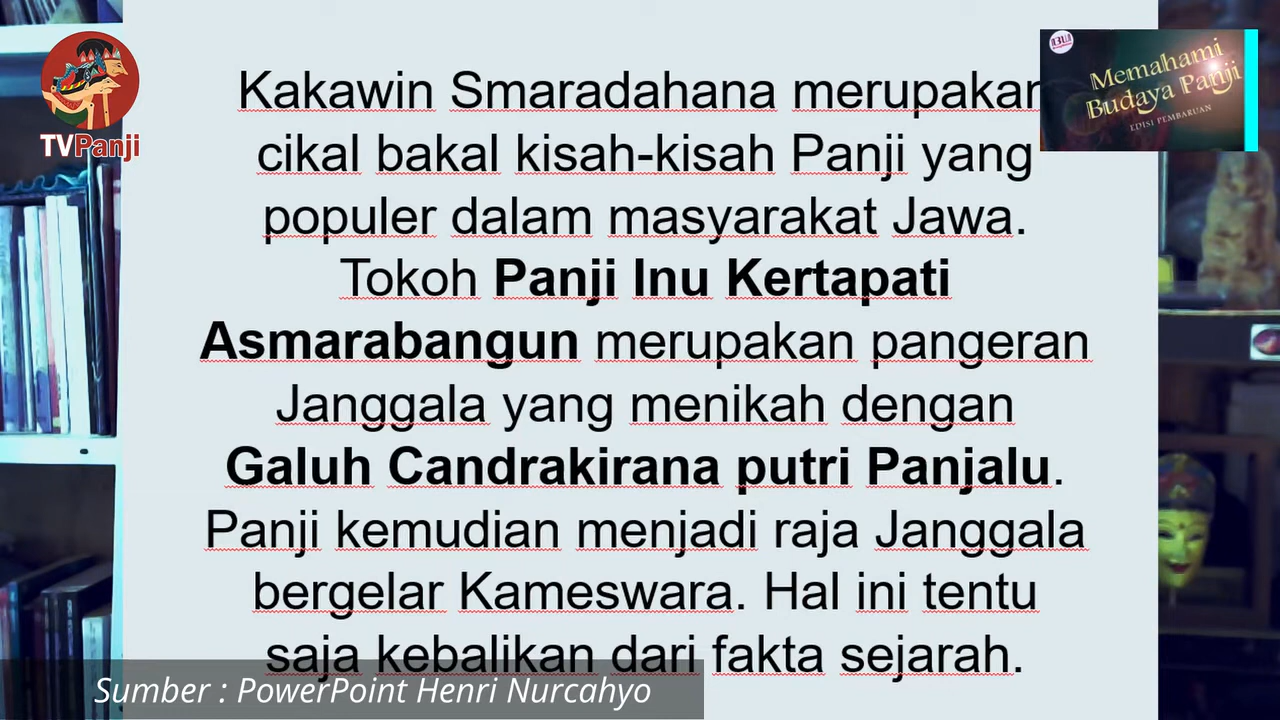 TVPanji
Memahami
Budaya Panji
EDISI PEMBARUAN
Kakawin Smaradahana merupakan
cikal bakal kisah-kisah Panji yang
populer dalam masyarakat Jawa.
Tokoh Panji Inu Kertapati
Asmarabangun merupakan pangeran
Janggala yang menikah dengan
Galuh Candrakirana putri Panjalu.
Panji kemudian menjadi raja Janggala
bergelar Kameswara. Hal ini tentu
saja kebalikan dari fakta sejarah.
Sumber : PowerPoint Henri Nurcahyo